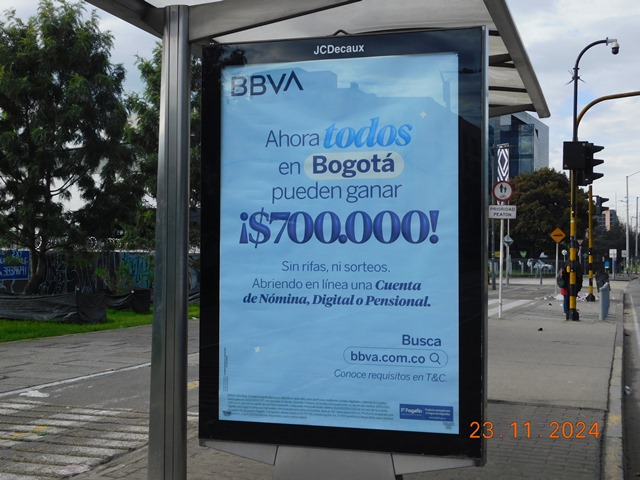 JCDecaux
BBVA
Ahora todos
en Bogotá
pueden ganar
¡$700.000!
Sin rifas, ni sorteos.
Abriendo en línea una Cuenta
de Nómina, Digital o Pensional.
Busca
bbva.com.co
Conoce requisitos en T&C.
Fogafín
PRIORIDAD
PEATON
23. 11. 2024